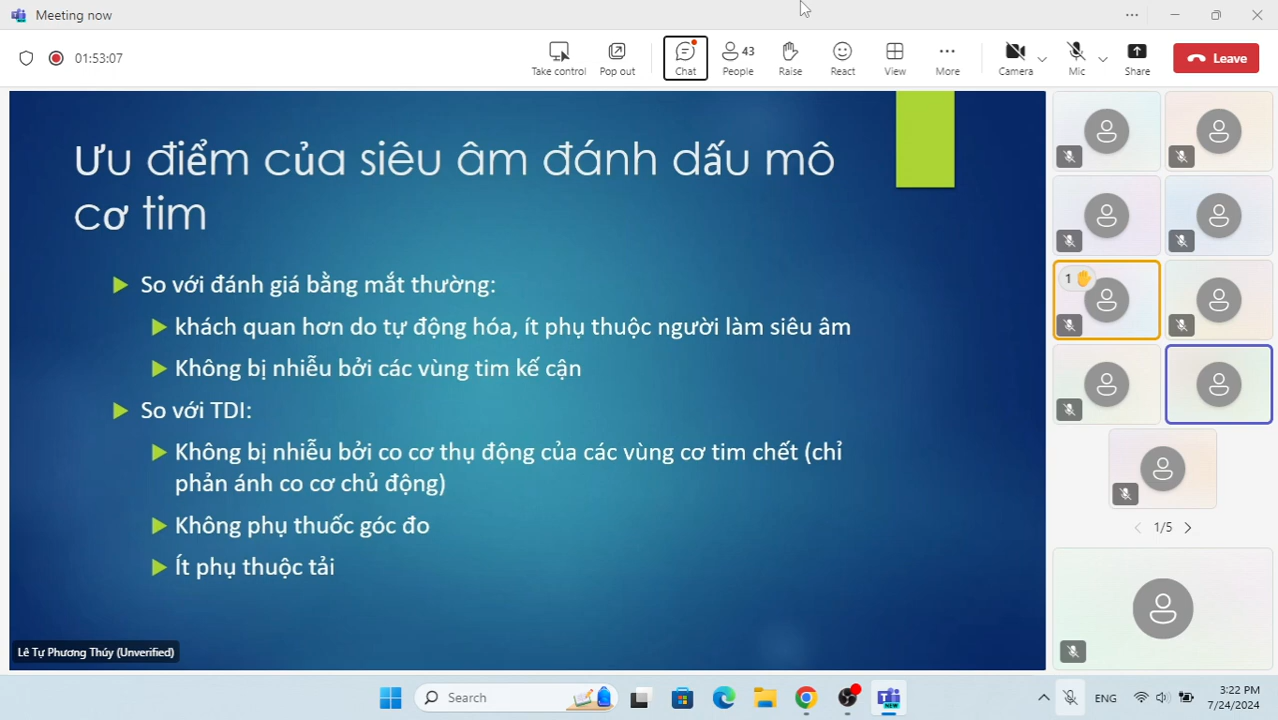 Meeting now
01:53:07
Take control
Pop out
Chat
43
People
Raise
React
View
More
Camera
Mic
Share
Leave
Ưu điểm của siêu âm đánh dấu mô
cơ tim
So với đánh giá bằng mắt thường:
khách quan hơn do tự động hóa, ít phụ thuộc người làm siêu âm
Không bị nhiễu bởi các vùng tim kế cận
So với TDI:
Không bị nhiễu bởi co cơ thụ động của các vùng cơ tim chết (chỉ
phản ánh co cơ chủ động)
Không phụ thuốc góc đo
Ít phụ thuộc tải
Lê Tự Phương Thúy (Unverified)
1
1/5
Search
NEW
ENG
3:22 PM
7/24/2024